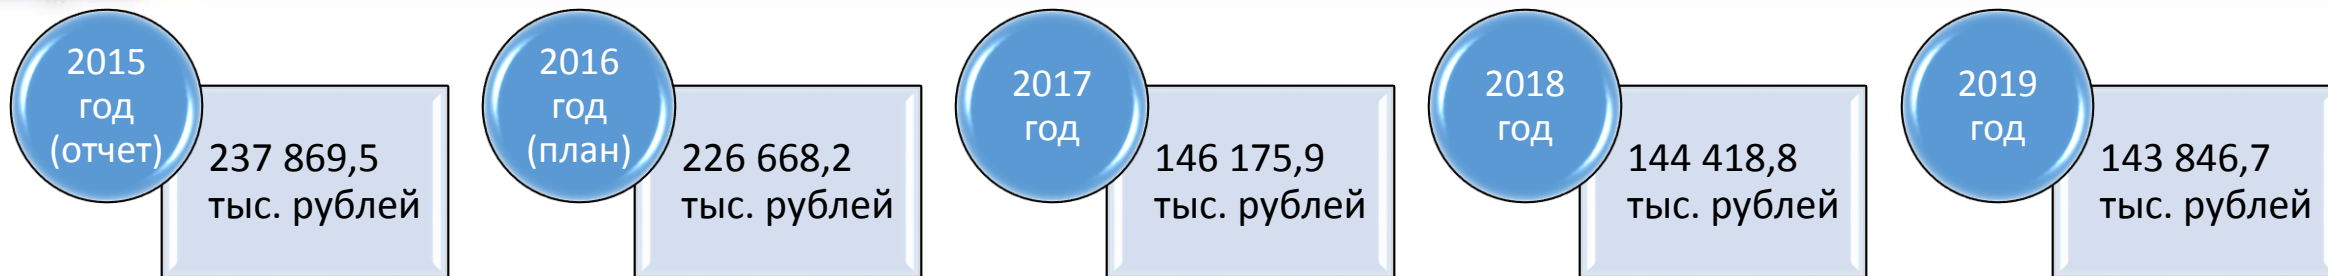 2015
год
(отчет)
237 869,5
тыс. рублей
2016
год
(план)
226 668,2
тыс. рублей
2017
год
146 175,9
тыс. рублей
2018
год
144 418,8
тыс. рублей
2019
год
143 846,7
тыс. рублей